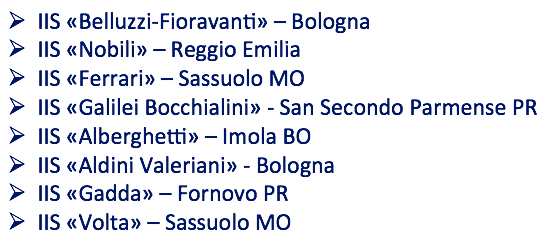 ➢ IIS «Belluzzi-Fioravanti» – Bologna
➢ IIS «Nobili» – Reggio Emilia
➢ IIS «Ferrari» – Sassuolo MO
➢ IIS «Galilei Bocchialini» - San Secondo Parmense PR
➢ IIS «Alberghetti» – Imola BO
➢ IIS «Aldini Valeriani» - Bologna
➢ IIS «Gadda» – Fornovo PR
➢ IIS «Volta» – Sassuolo MO